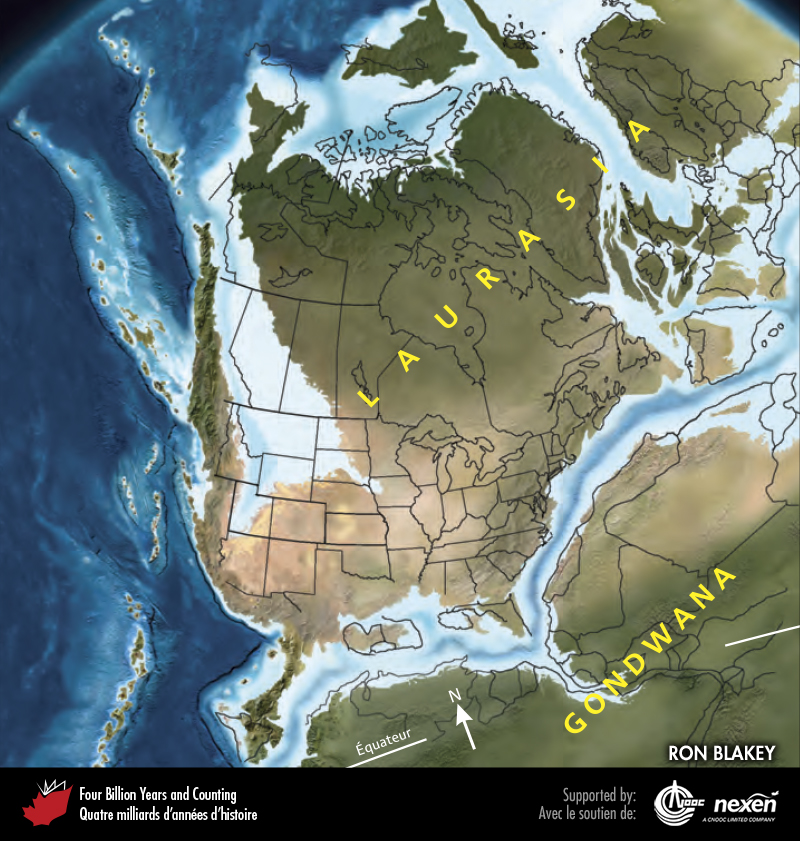 LAURASIA
GONDWANA
N
Équateur
RON BLAKEY
Four Billion Years and Counting
Quatre milliards d'années d'histoire
Supported by:
Avec le soutien de:
CNOOC
nexen
A CNOOC LIMITED COMPANY